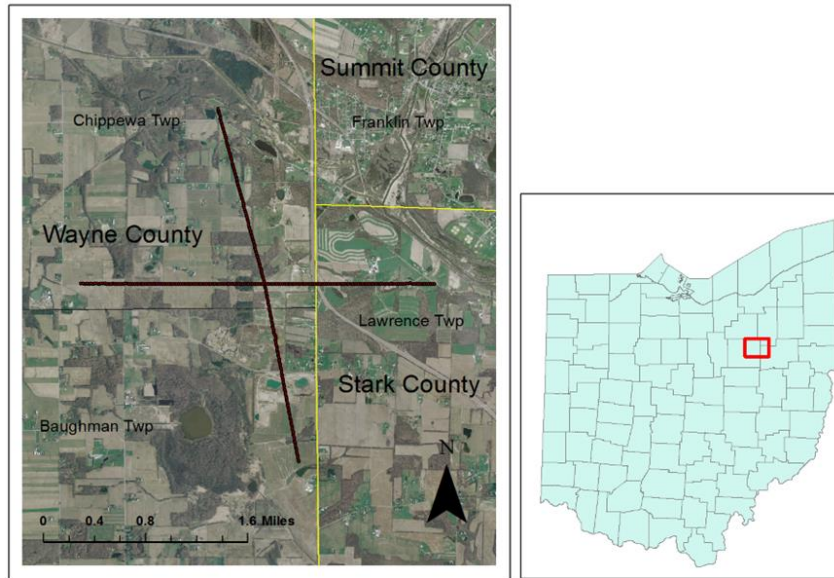 Summit County
Chippewa Twp
Franklin Twp
Wayne County
Lawrence Twp
Stark County
Baughman Twp
N
0 0.4 0.8 1.6 Miles